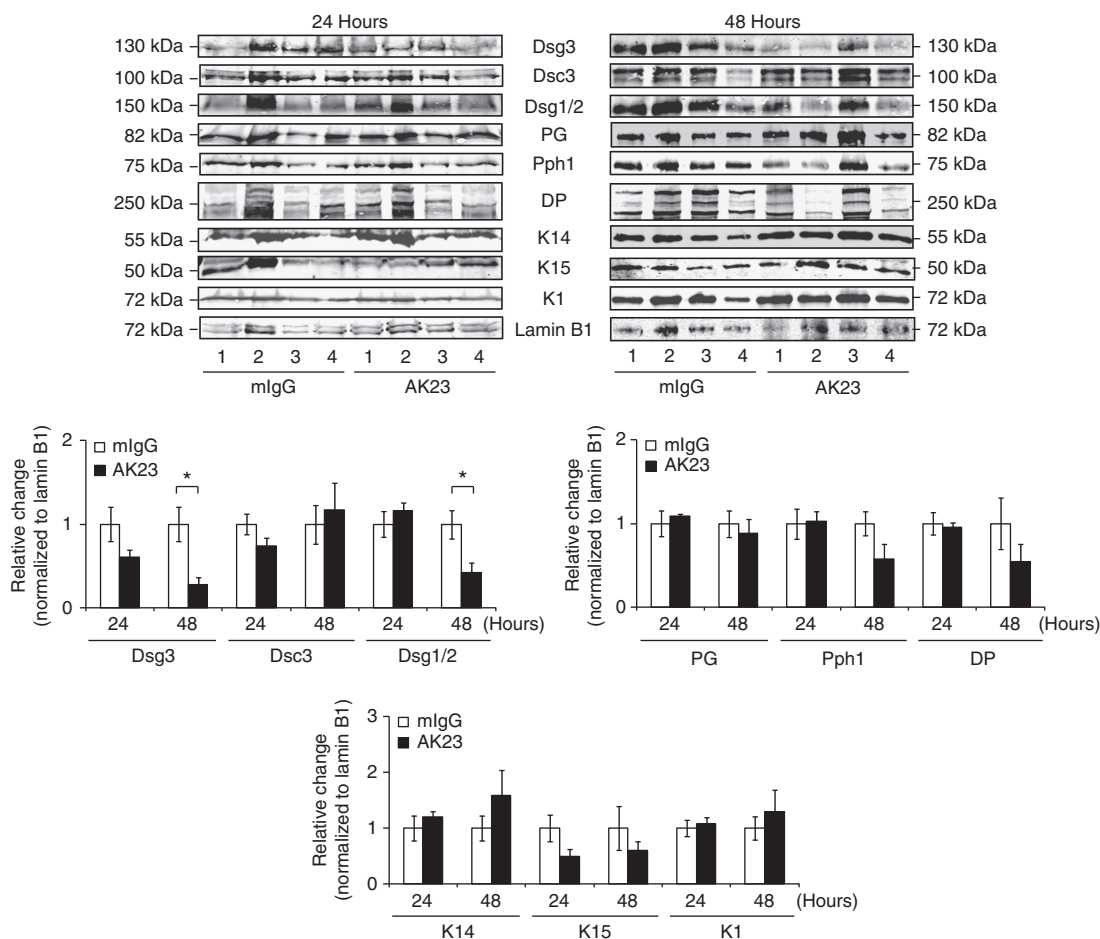 24 Hours 48 Hours
130 kDa Dsg3 130 kDa
100 kDa Dsc3 100 kDa
150 kDa Dsg1/2 150 kDa
82 kDa PG 82 kDa
75 kDa Pph1 75 kDa
250 kDa DP 250 kDa
55 kDa K14 55 kDa
50 kDa K15 50 kDa
72 kDa K1 72 kDa
72 kDa Lamin B1 72 kDa
1 2 3 4 1 2 3 4 1 2 3 4 1 2 3 4
mIgG AK23 mIgG AK23
Relative change
(normalized to lamin B1)
2
1
0
mIgG
AK23
*
*
24 48 24 48 24 48 (Hours)
Dsg3 Dsc3 Dsg1/2
Relative change
(normalized to lamin B1)
2
1
0
mIgG
AK23
24 48 24 48 24 48 (Hours)
PG Pph1 DP
Relative change
(normalized to lamin B1)
3
2
1
0
mIgG
AK23
24 48 24 48 24 48 (Hours)
K14 K15 K1